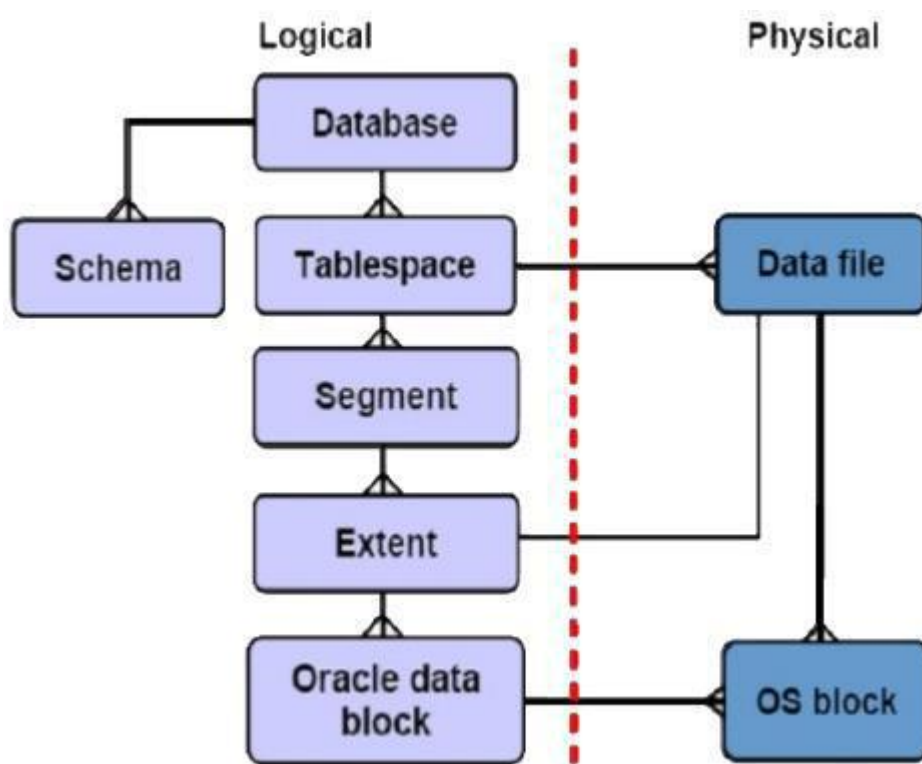 Logical
Physical
Database
Schema
Tablespace
Data file
Segment
Extent
Oracle data
block
OS block